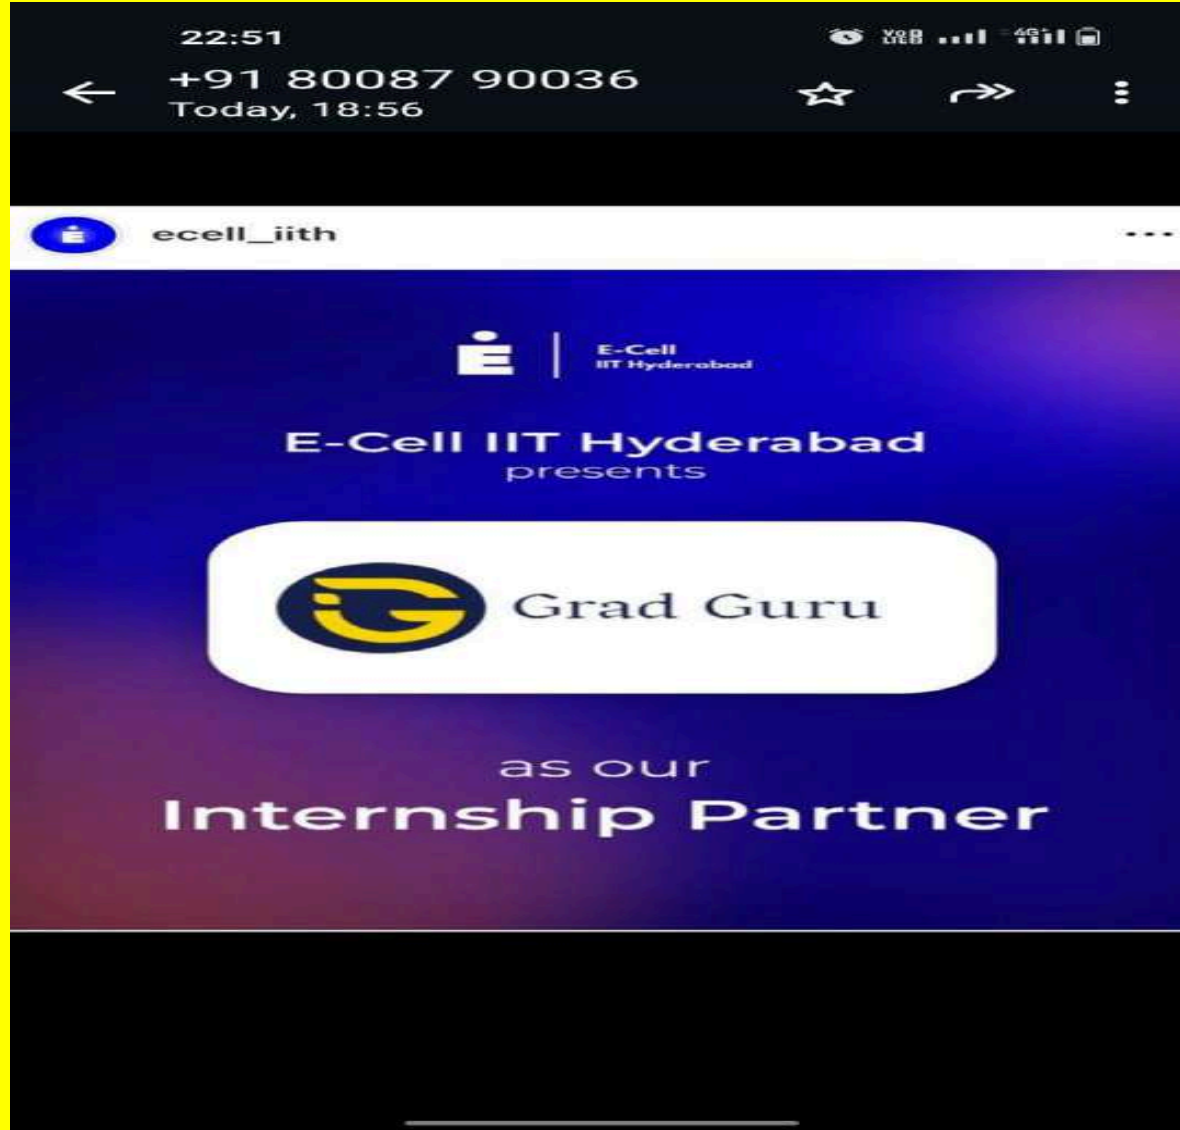 22:51
+91 80087 90036
Today, 18:56
ecell_iith
E-Cell
IIT Hyderabad
E-Cell IIT Hyderabad
presents
Grad Guru
as our
Internship Partner